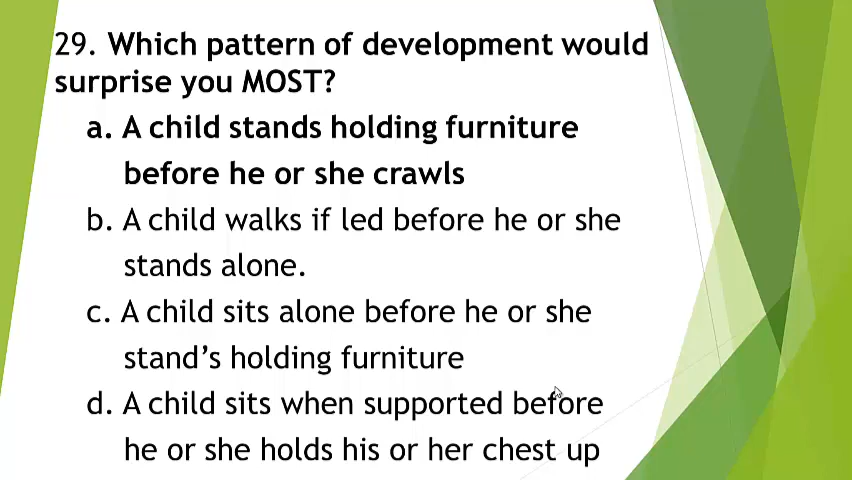 29. Which pattern of development would
surprise you MOST?
a. A child stands holding furniture
before he or she crawls
b. A child walks if led before he or she
stands alone.
c. A child sits alone before he or she
stand’s holding furniture
d. A child sits when supported before
he or she holds his or her chest up